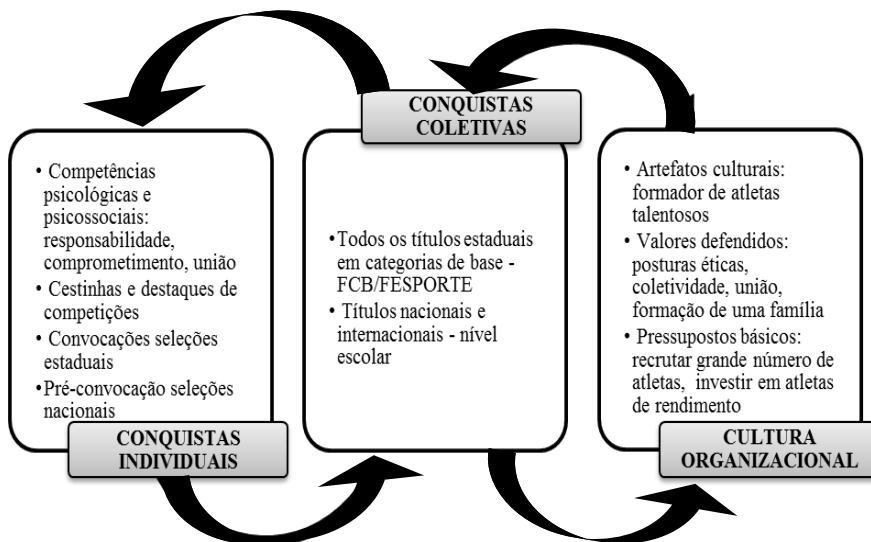 • Competências
psicológicas e
psicossociais:
responsabilidade,
comprometimento, união
• Cestinhas e destaques de
competições
• Convocações seleções
estaduais
•Pré-convocação seleções
nacionais
CONQUISTAS
INDIVIDUAIS
CONQUISTAS
COLETIVAS
•Todos os títulos estaduais
em categorias de base -
FCB/FESPORTE
• Títulos nacionais e
internacionais - nível
escolar
• Artefatos culturais:
formador de atletas
talentosos
• Valores defendidos:
posturas éticas,
coletividade, união,
formação de uma família
• Pressupostos básicos:
recrutar grande número de
atletas, investir em atletas
de rendimento
CULTURA
ORGANIZACIONAL